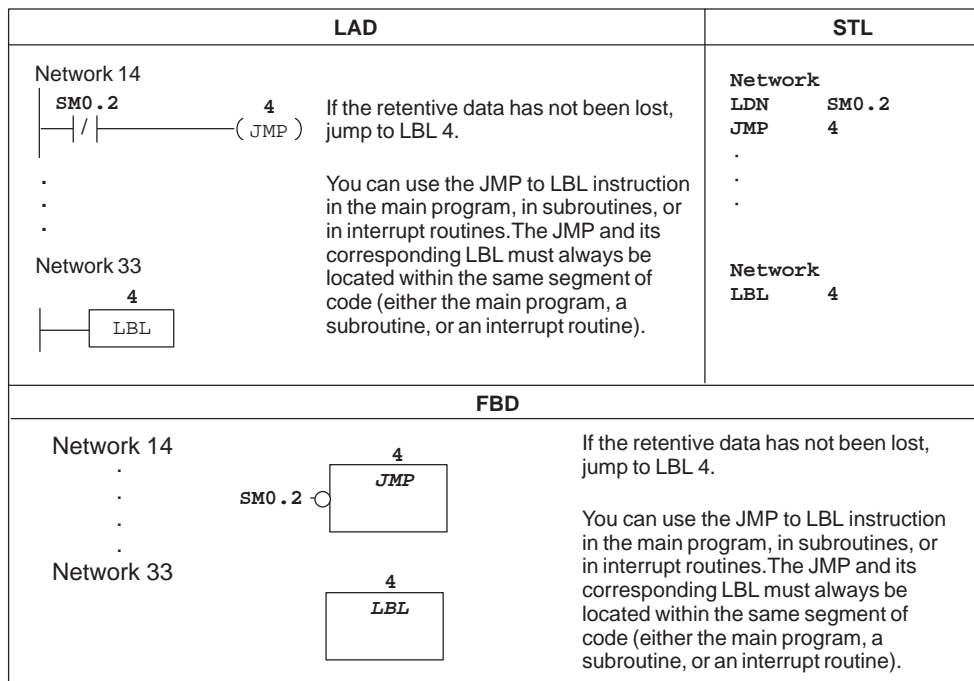 LAD
STL
Network 14
SM0.2
4
/
( JMP )
If the retentive data has not been lost,
jump to LBL 4.
You can use the JMP to LBL instruction
in the main program, in subroutines, or
in interrupt routines.The JMP and its
corresponding LBL must always be
located within the same segment of
code (either the main program, a
subroutine, or an interrupt routine).
.
.
.
Network 33
4
LBL
Network
LDN SM0.2
JMP 4
.
.
.
Network
LBL 4
FBD
Network 14
.
.
.
.
Network 33
4
JMP
SM0.2
4
LBL
If the retentive data has not been lost,
jump to LBL 4.
You can use the JMP to LBL instruction
in the main program, in subroutines, or
in interrupt routines.The JMP and its
corresponding LBL must always be
located within the same segment of
code (either the main program, a
subroutine, or an interrupt routine).